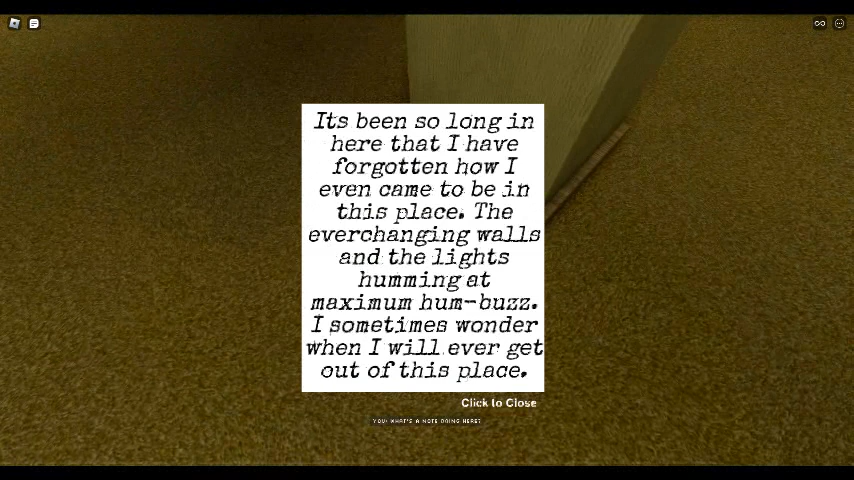 Its been so long in
here that I have
forgotten how I
even came to be in
this place. The
everchanging walls
and the lights
humming at
maximum hum-buzz.
I sometimes wonder
when I will ever get
out of this place.
Click to Close
YOU: WHAT'S A NOTE DOING HERE?